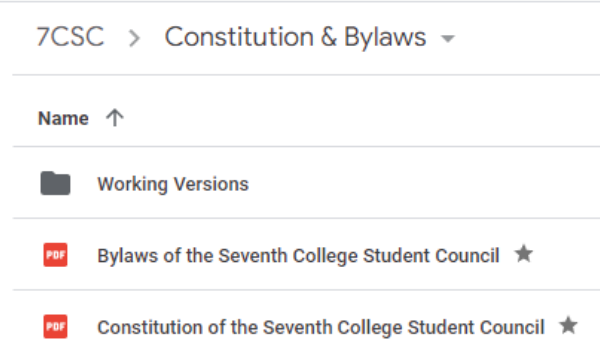 7CSC > Constitution & Bylaws
Name
Working Versions
PDF Bylaws of the Seventh College Student Council
PDF Constitution of the Seventh College Student Council